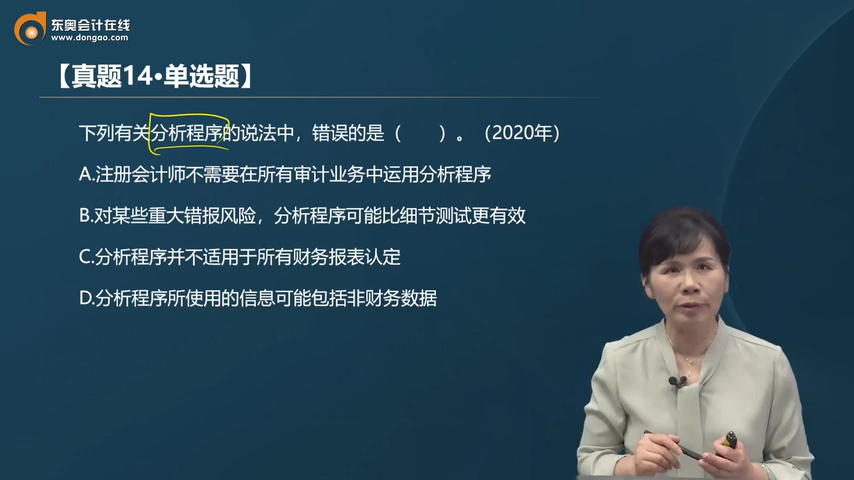 东奥会计在线
www.dongao.com
【真题14·单选题】
下列有关分析程序的说法中，错误的是（　　）。（2020年）
A.注册会计师不需要在所有审计业务中运用分析程序
B.对某些重大错报风险，分析程序可能比细节测试更有效
C.分析程序并不适用于所有财务报表认定
D.分析程序所使用的信息可能包括非财务数据